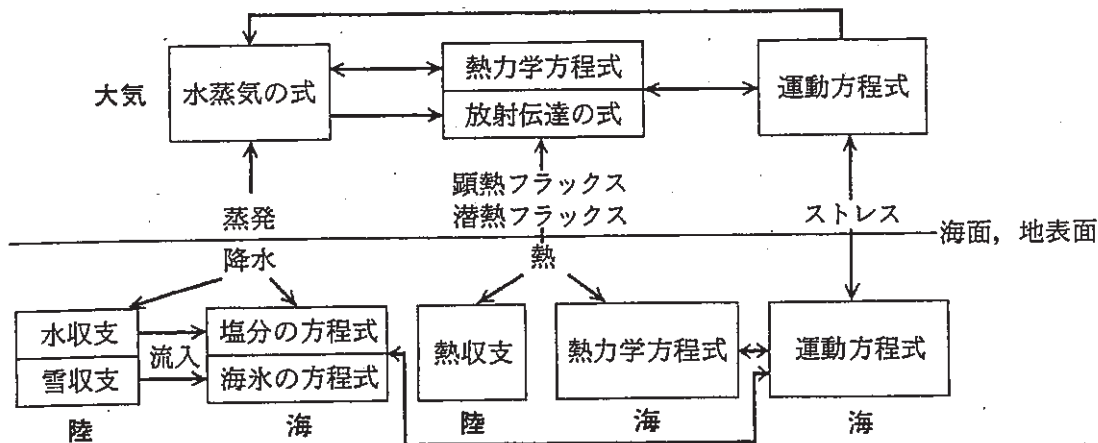 大気
水蒸気の式
熱力学方程式
放射伝達の式
運動方程式
蒸発
顕熱フラックス
潜熱フラックス
ストレス
海面，地表面
降水
熱
水収支
雪収支
流入
塩分の方程式
海氷の方程式
熱収支
熱力学方程式
運動方程式
陸
海
陸
海
海